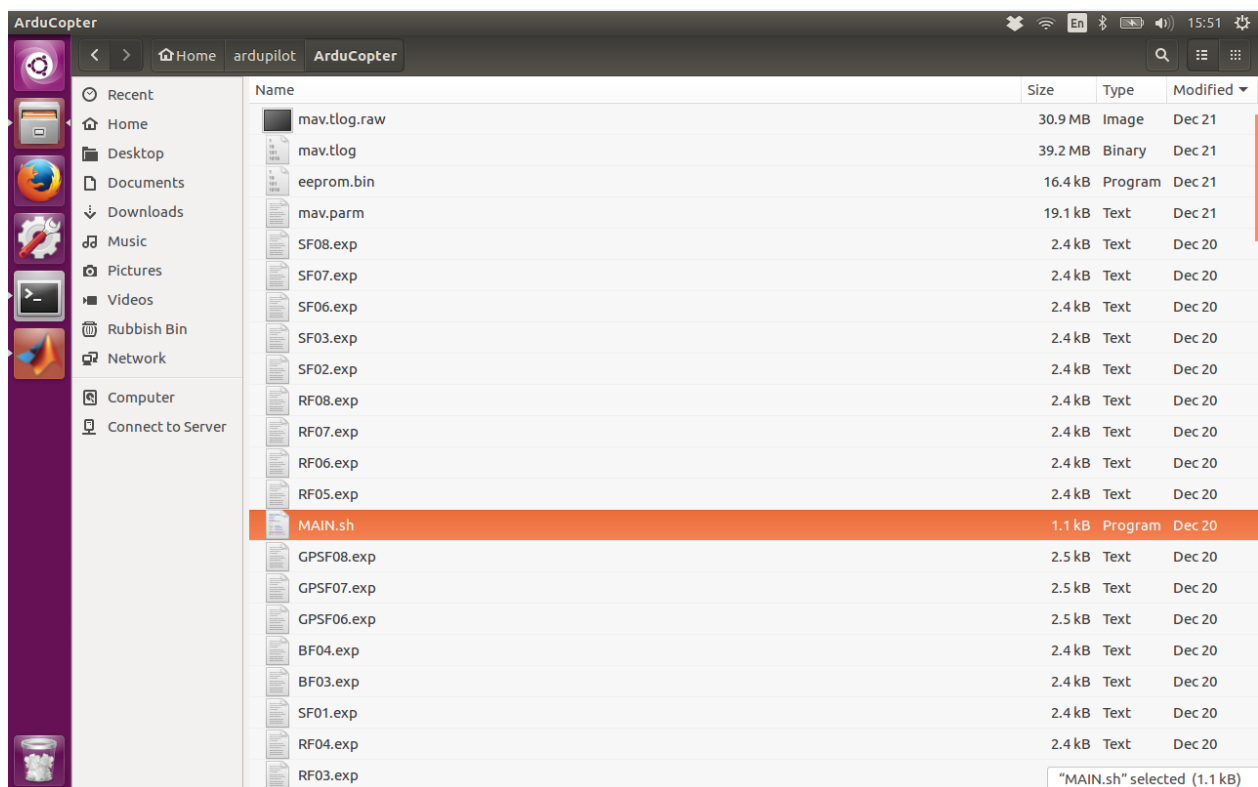 ArduCopter En 15:51
Home ardupilot ArduCopter
Recent
Home
Desktop
Documents
Downloads
Music
Pictures
Videos
Rubbish Bin
Network
Computer
Connect to Server
Name Size Type Modified
mav.tlog.raw 30.9 MB Image Dec 21
mav.tlog 39.2 MB Binary Dec 21
eeprom.bin 16.4 kB Program Dec 21
mav.parm 19.1 kB Text Dec 21
SF08.exp 2.4 kB Text Dec 20
SF07.exp 2.4 kB Text Dec 20
SF06.exp 2.4 kB Text Dec 20
SF03.exp 2.4 kB Text Dec 20
SF02.exp 2.4 kB Text Dec 20
RF08.exp 2.4 kB Text Dec 20
RF07.exp 2.4 kB Text Dec 20
RF06.exp 2.4 kB Text Dec 20
RF05.exp 2.4 kB Text Dec 20
MAIN.sh 1.1 kB Program Dec 20
GPSF08.exp 2.5 kB Text Dec 20
GPSF07.exp 2.5 kB Text Dec 20
GPSF06.exp 2.5 kB Text Dec 20
BF04.exp 2.4 kB Text Dec 20
BF03.exp 2.4 kB Text Dec 20
SF01.exp 2.4 kB Text Dec 20
RF04.exp 2.4 kB Text Dec 20
RF03.exp
"MAIN.sh" selected (1.1 kB)